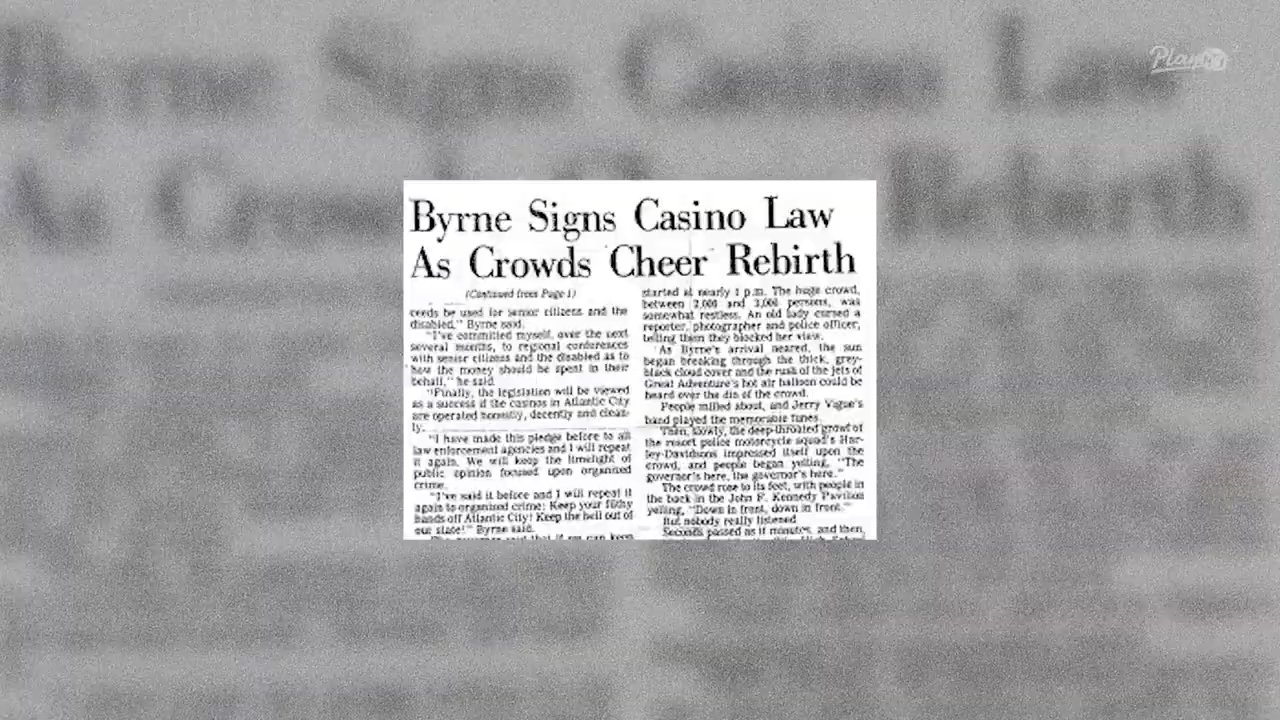 Byrne Signs Casino Law
As Crowds Cheer Rebirth
(Continued from Page 1)
ceeds be used for senior citizens and the
disabled," Byrne said.
"I've committed myself, over the next
several months, to regional conferences
with senior citizens and the disabled as to
how the money should be spent in their
behalf," he said.
"Finally, the legislation will be viewed
as a success if the casinos in Atlantic City
are operated honestly, decently and clean-
ly.
"I have made this pledge before to all
law enforcement agencies and I will repeat
it again. We will keep the limelight of
public opinion focused upon organized
crime.
"I've said it before and I will repeat it
again to organized crime: Keep your filthy
hands off Atlantic City! Keep the hell out of
our state!" Byrne said.
started at nearly 1 p.m. The huge crowd,
between 2,000 and 3,000 persons, was
somewhat restless. An old lady cursed a
reporter, photographer and police officer,
telling them they blocked her view.
As Byrne's arrival neared, the sun
began breaking through the thick, grey-
black cloud cover and the rush of the jets of
Great Adventure's hot air balloon could be
heard over the din of the crowd.
People milled about, and Jerry Vague's
band played the memorable tunes.
Then, slowly, the deep-throated growl of
the resort police motorcycle squad's Har-
ley-Davidsons impressed itself upon the
crowd, and people began yelling, "The
governor's here, the governor's here."
The crowd rose to its feet, with people in
the back in the John F. Kennedy Pavilion
yelling, "Down in front, down in front."
But nobody really listened.
Seconds passed as if minutes, and then,